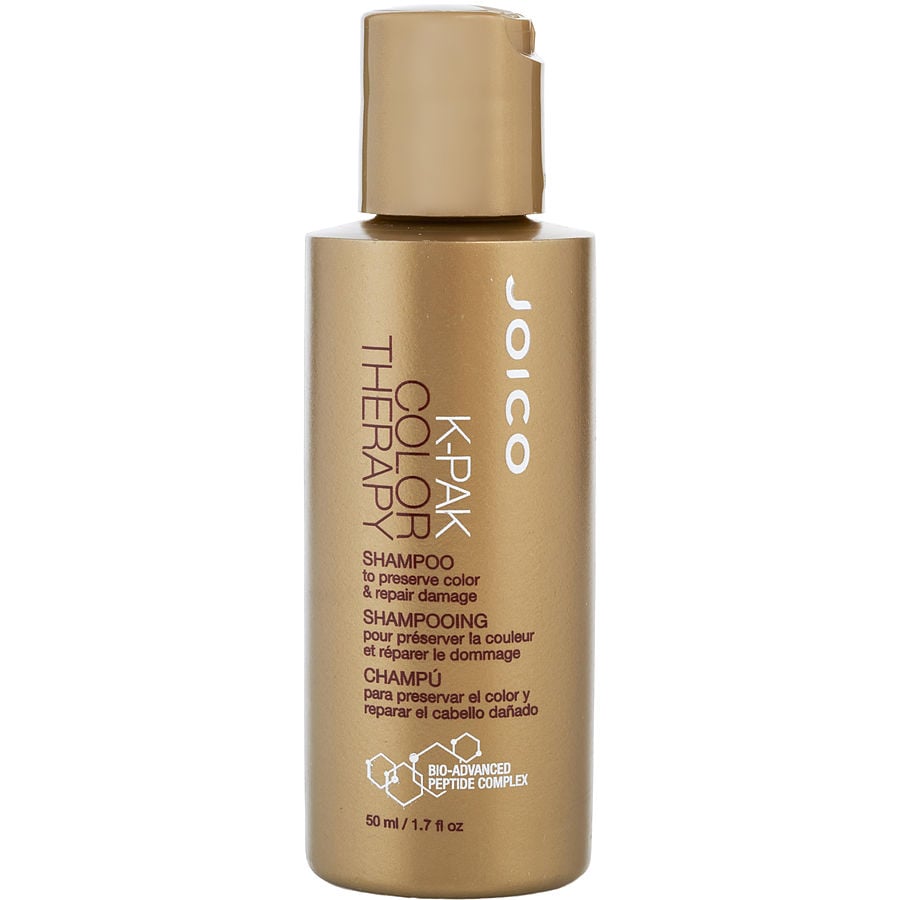 JOICO
K-PAK
COLOR
THERAPY
SHAMPOO
to preserve color
& repair damage
SHAMPOOING
pour préserver la couleur
et réparer le dommage
CHAMPÚ
para preservar el color y
reparar el cabello dañado
BIO-ADVANCED
PEPTIDE COMPLEX
50 ml / 1.7 fl oz